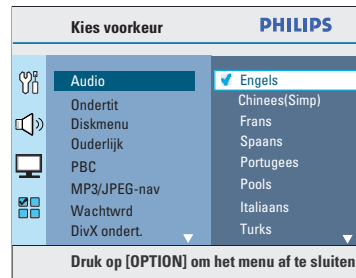 Kies voorkeur
PHILIPS
Audio
Ondertit
Diskmenu
Ouderlijk
PBC
MP3/JPEG-nav
Wachtwrd
DivX ondert.
Engels
Chinees(Simp)
Frans
Spaans
Portugees
Pools
Italiaans
Turks
Druk op [OPTION] om het menu af te sluiten